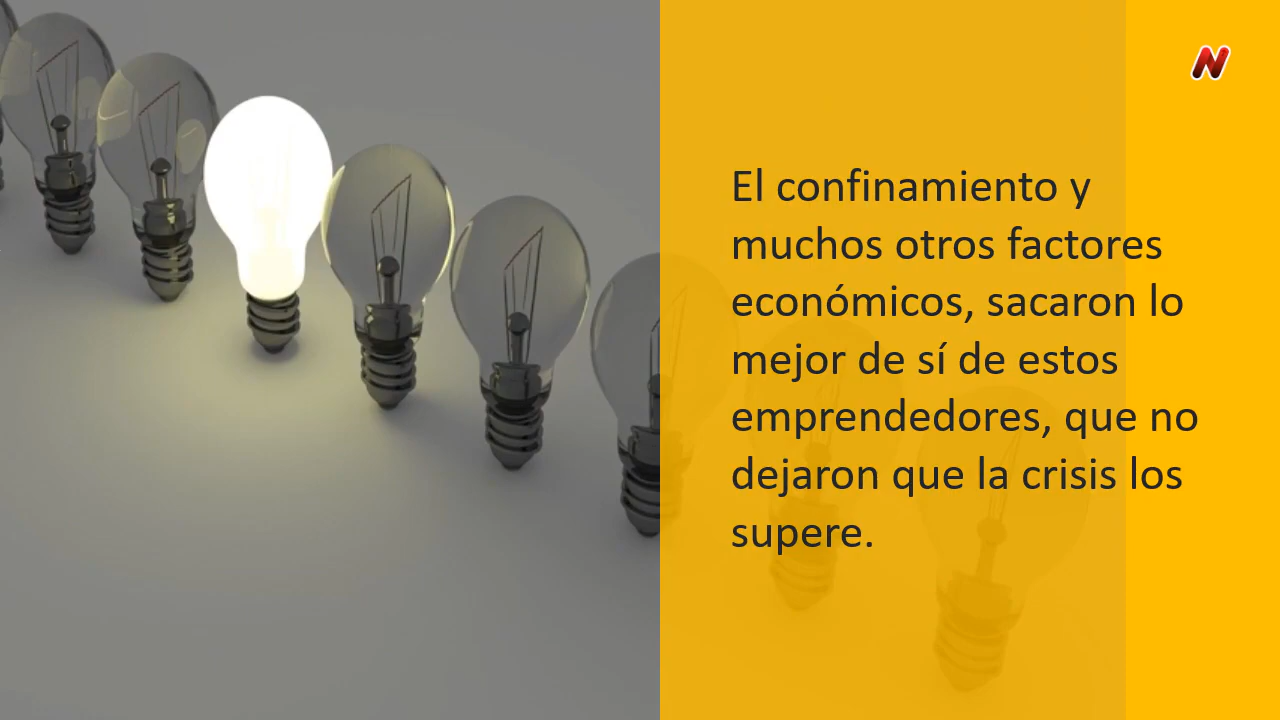 N
El confinamiento y
muchos otros factores
económicos, sacaron lo
mejor de sí de estos
emprendedores, que no
dejaron que la crisis los
supere.